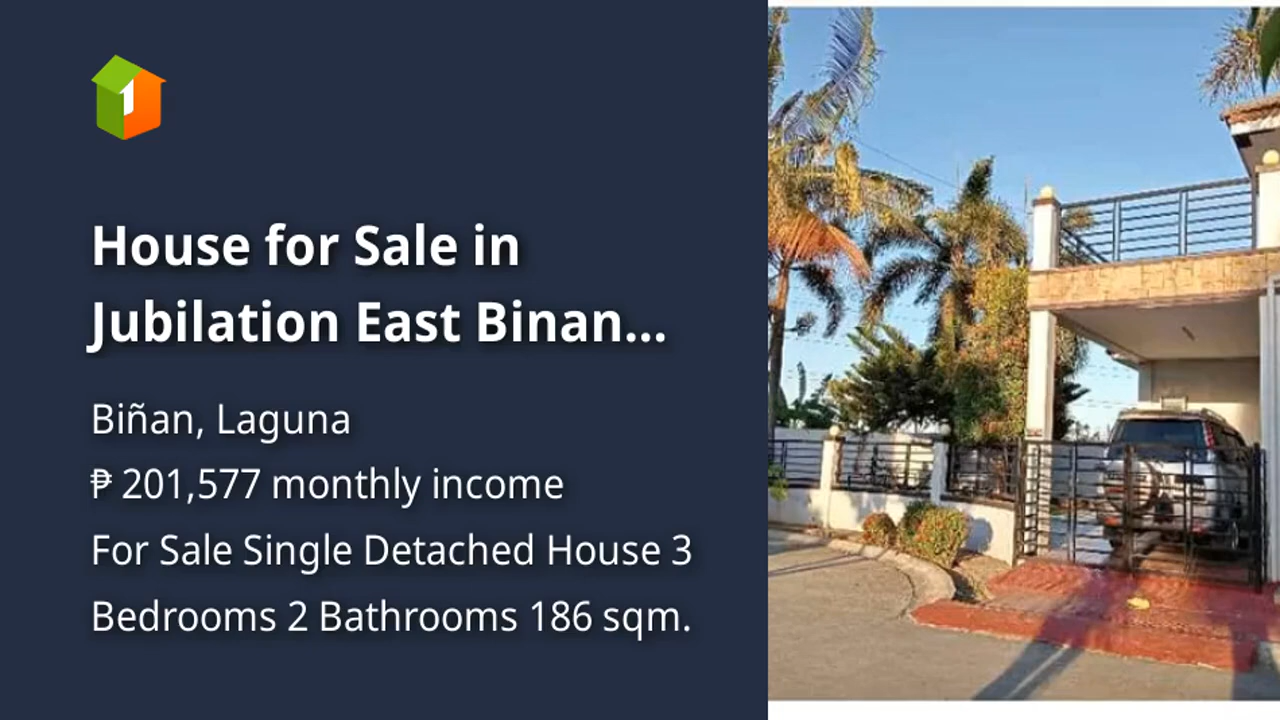 House for Sale in
Jubilation East Binan...
Biñan, Laguna
₱ 201,577 monthly income
For Sale Single Detached House 3
Bedrooms 2 Bathrooms 186 sqm.